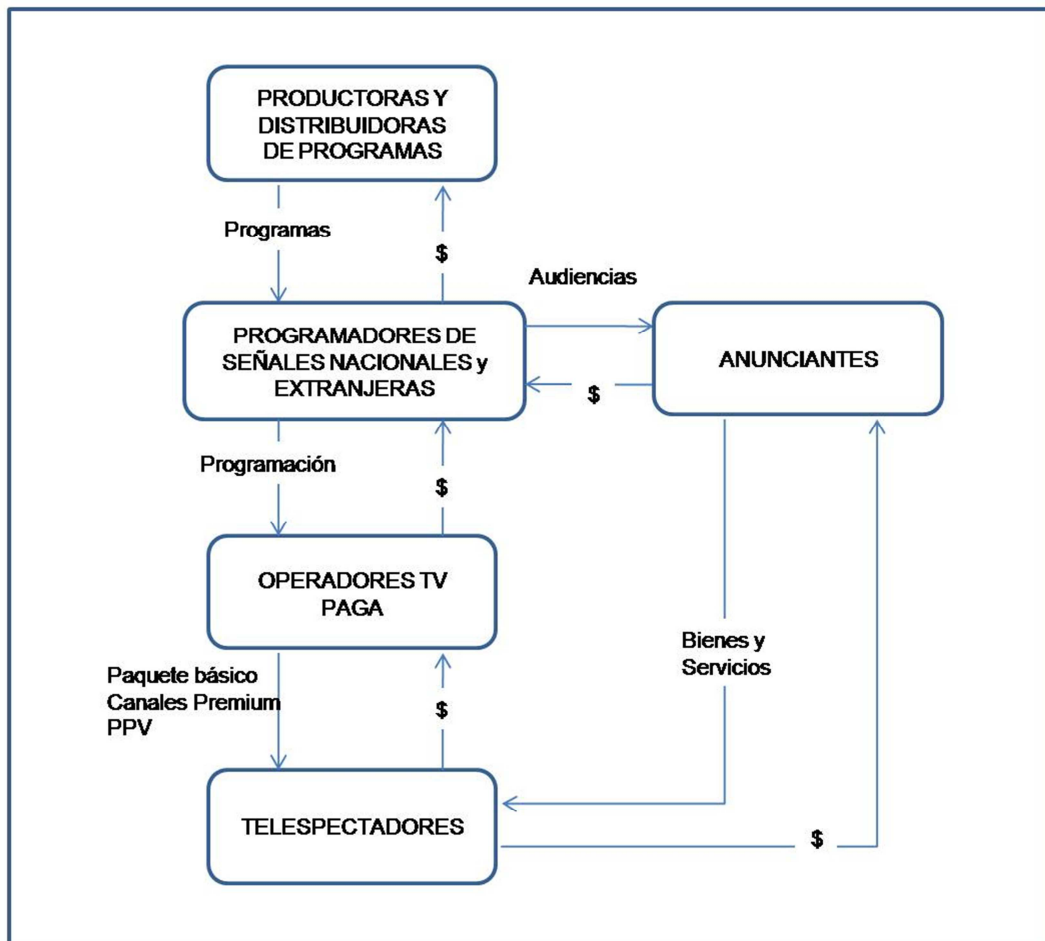 PRODUCTORAS Y
DISTRIBUIDORAS
DE PROGRAMAS
Programas
$
Audiencias
PROGRAMADORES DE
SEÑALES NACIONALES y
EXTRANJERAS
ANUNCIANTES
$
Programación
$
OPERADORES TV
PAGA
Bienes y
Servicios
Paquete básico
Canales Premium
PPV
$
TELESPECTADORES
$